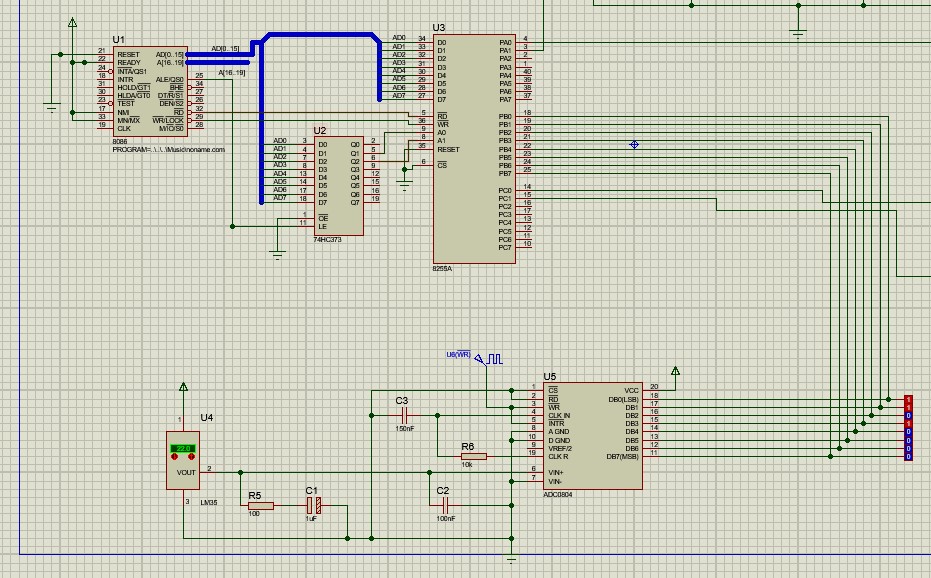 U1
21 RESET AD[0..15]
22 READY A[16..19]
24 INTA/QS1
18 INTR ALE/QS0 25
31 HOLD/GT1 BHE 34
30 HLDA/GT0 DT/R/S1 27
23 TEST DEN/S2 26
17 NMI RD 32
33 MN/MX WR/LOCK 29
19 CLK M/IO/S0 28
8086
PROGRAM=..\..\..\Music\noname.com
AD[0..15]
A[16..19]
U2
AD0 3 D0 Q0 2
AD1 4 D1 Q1 5
AD2 7 D2 Q2 6
AD3 8 D3 Q3 9
AD4 13 D4 Q4 12
AD5 14 D5 Q5 15
AD6 17 D6 Q6 16
AD7 18 D7 Q7 19
1 OE
11 LE
74HC373
U3
AD0 34 D0 PA0 4
AD1 33 D1 PA1 3
AD2 32 D2 PA2 2
AD3 31 D3 PA3 1
AD4 30 D4 PA4 40
AD5 29 D5 PA5 39
AD6 28 D6 PA6 38
AD7 27 D7 PA7 37
5 RD PB0 18
36 WR PB1 19
9 A0 PB2 20
8 A1 PB3 21
35 RESET PB4 22
PB5 23
6 CS PB6 24
PB7 25
PC0 14
PC1 15
PC2 16
PC3 17
PC4 13
PC5 12
PC6 11
PC7 10
8255A
U6(WR)
U5
1 CS VCC 20
2 RD DB0(LSB) 18
3 WR DB1 17
4 CLK IN DB2 16
5 INTR DB3 15
8 A GND DB4 14
10 D GND DB5 13
9 VREF/2 DB6 12
19 CLK R DB7(MSB) 11
6 VIN+
7 VIN-
ADC0804
C3
150nF
R6
10k
U4
1
22.0
VOUT 2
3
LM35
R5
100
C1
1uF
C2
100nF
1
1
0
1
0
0
0
0